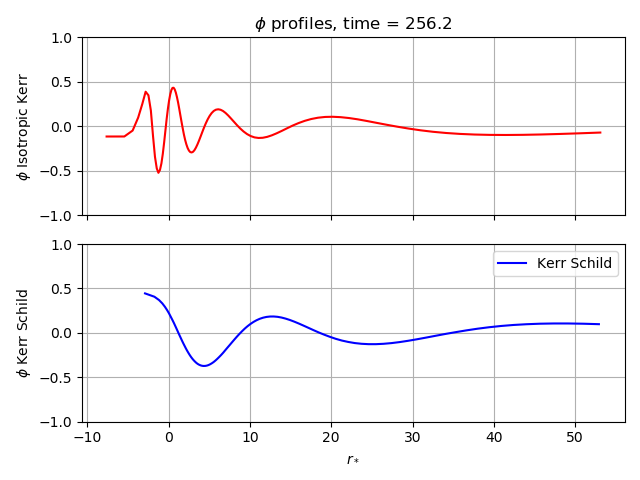 ϕ profiles, time = 256.2
1.0
0.5
0.0
−0.5
−1.0
ϕ Isotropic Kerr
1.0
0.5
0.0
−0.5
−1.0
ϕ Kerr Schild
Kerr Schild
−10 0 10 20 30 40 50
r*